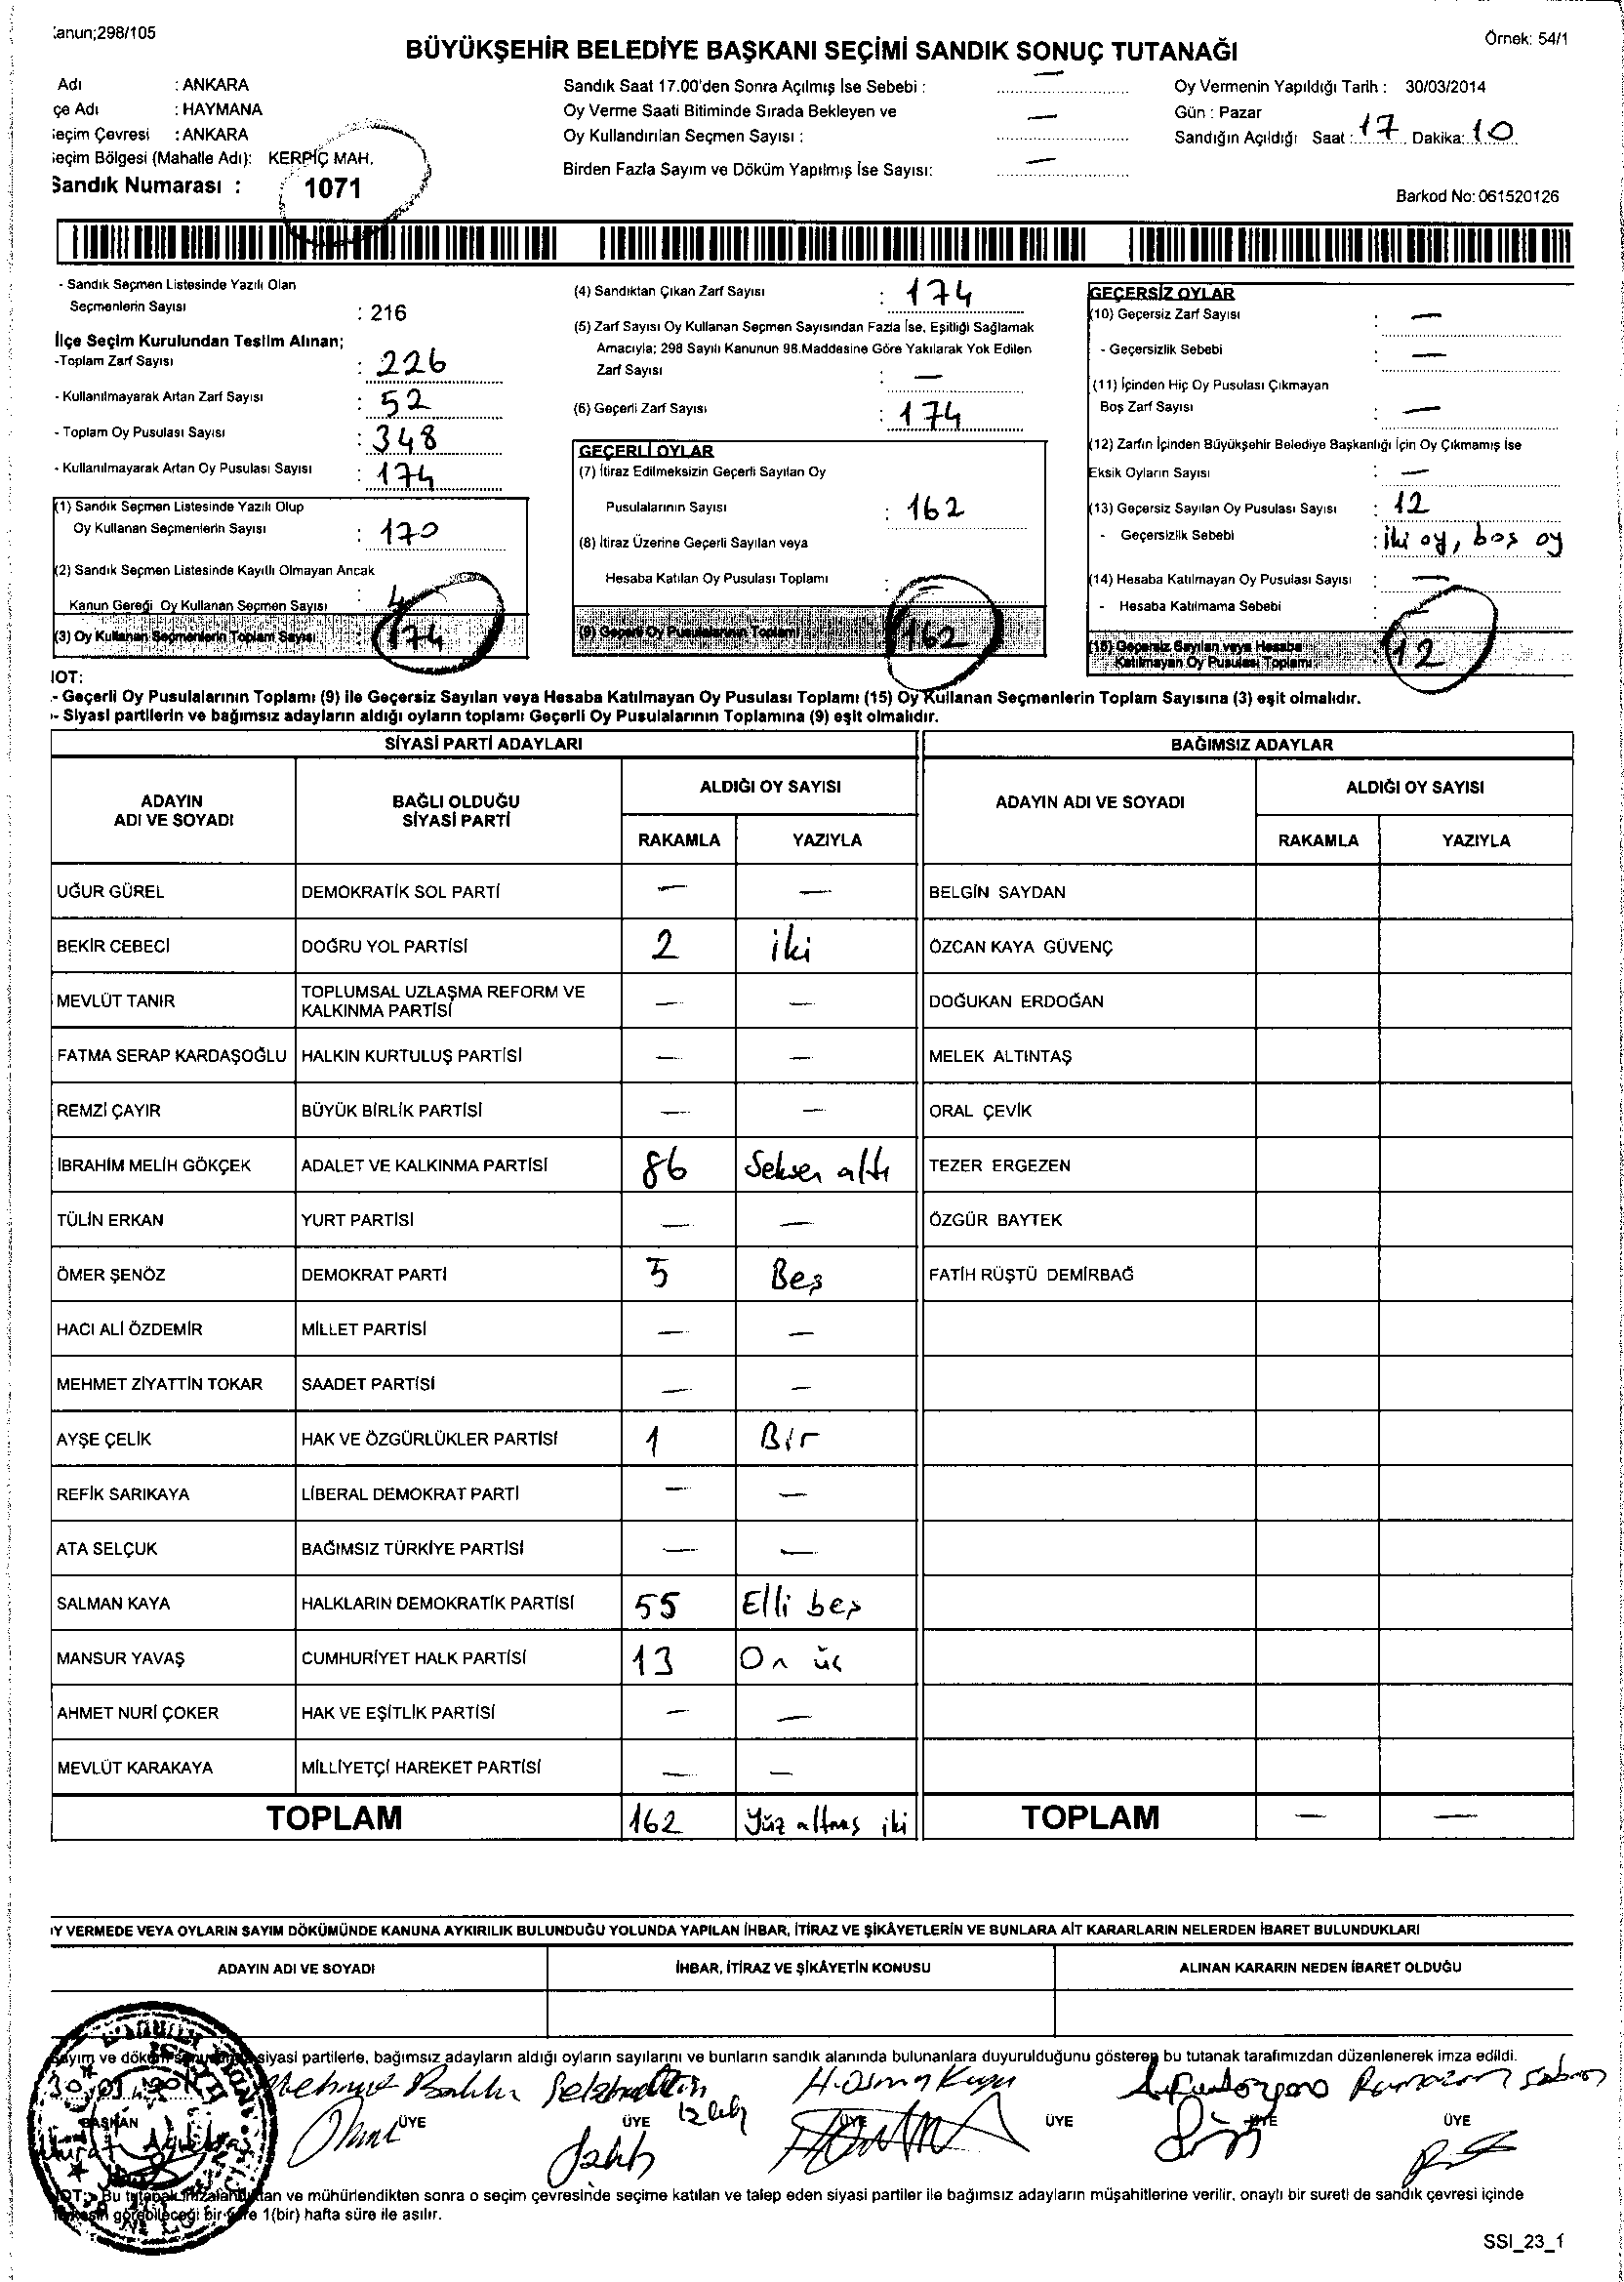 anun;298/105
Örnek: 54/1
BÜYÜKŞEHİR BELEDİYE BAŞKANI SEÇİMİ SANDIK SONUÇ TUTANAĞI
Adı : ANKARA
çe Adı : HAYMANA
eçim Çevresi : ANKARA
eçim Bölgesi (Mahalle Adı): KERPİÇ MAH.
Sandık Numarası : 1071
Sandık Saat 17.00'den Sonra Açılmış İse Sebebi : —
Oy Verme Saati Bitiminde Sırada Bekleyen ve
Oy Kullandırılan Seçmen Sayısı : —
Birden Fazla Sayım ve Döküm Yapılmış İse Sayısı: —
Oy Vermenin Yapıldığı Tarih : 30/03/2014
Gün : Pazar
Sandığın Açıldığı Saat : 17 Dakika: 10
Barkod No: 061520126
- Sandık Seçmen Listesinde Yazılı Olan
Seçmenlerin Sayısı : 216
İlçe Seçim Kurulundan Teslim Alınan;
-Toplam Zarf Sayısı : 226
- Kullanılmayarak Artan Zarf Sayısı : 52
- Toplam Oy Pusulası Sayısı : 348
- Kullanılmayarak Artan Oy Pusulası Sayısı : 174
(1) Sandık Seçmen Listesinde Yazılı Olup
Oy Kullanan Seçmenlerin Sayısı : 170
(2) Sandık Seçmen Listesinde Kayıtlı Olmayan Ancak
Kanun Gereği Oy Kullanan Seçmen Sayısı : 4
(3) Oy Kullanan Seçmenlerin Toplam Sayısı : 174
(4) Sandıktan Çıkan Zarf Sayısı : 174
(5) Zarf Sayısı Oy Kullanan Seçmen Sayısından Fazla İse, Eşitliği Sağlamak
Amacıyla; 298 Sayılı Kanunun 98.Maddesine Göre Yakılarak Yok Edilen
Zarf Sayısı : —
(6) Geçerli Zarf Sayısı : 174
GEÇERLİ OYLAR
(7) İtiraz Edilmeksizin Geçerli Sayılan Oy
Pusulalarının Sayısı : 162
(8) İtiraz Üzerine Geçerli Sayılan veya
Hesaba Katılan Oy Pusulası Toplamı :
(9) Geçerli Oy Pusulalarının Toplamı 162
GEÇERSİZ OYLAR
(10) Geçersiz Zarf Sayısı : —
- Geçersizlik Sebebi : —
(11) İçinden Hiç Oy Pusulası Çıkmayan
Boş Zarf Sayısı : —
(12) Zarfın İçinden Büyükşehir Belediye Başkanlığı İçin Oy Çıkmamış İse
Eksik Oyların Sayısı : —
(13) Geçersiz Sayılan Oy Pusulası Sayısı : 12
- Geçersizlik Sebebi : iki oy, boş oy
(14) Hesaba Katılmayan Oy Pusulası Sayısı : —
- Hesaba Katılmama Sebebi :
(15) Geçersiz Sayılan veya Hesaba
Katılmayan Oy Pusulası Toplamı : 12
IOT:
- Geçerli Oy Pusulalarının Toplamı (9) ile Geçersiz Sayılan veya Hesaba Katılmayan Oy Pusulası Toplamı (15) Oy Kullanan Seçmenlerin Toplam Sayısına (3) eşit olmalıdır.
- Siyasi partilerin ve bağımsız adayların aldığı oyların toplamı Geçerli Oy Pusulalarının Toplamına (9) eşit olmalıdır.
SİYASİ PARTİ ADAYLARI BAĞIMSIZ ADAYLAR
ADAYIN ADI VE SOYADI BAĞLI OLDUĞU SİYASİ PARTİ ALDIĞI OY SAYISI ADAYIN ADI VE SOYADI ALDIĞI OY SAYISI
RAKAMLA YAZIYLA RAKAMLA YAZIYLA
UĞUR GÜREL DEMOKRATİK SOL PARTİ — — BELGİN SAYDAN
BEKİR CEBECİ DOĞRU YOL PARTİSİ 2 iki ÖZCAN KAYA GÜVENÇ
MEVLÜT TANIR TOPLUMSAL UZLAŞMA REFORM VE KALKINMA PARTİSİ — — DOĞUKAN ERDOĞAN
FATMA SERAP KARDAŞOĞLU HALKIN KURTULUŞ PARTİSİ — — MELEK ALTINTAŞ
REMZİ ÇAYIR BÜYÜK BİRLİK PARTİSİ — — ORAL ÇEVİK
İBRAHİM MELİH GÖKÇEK ADALET VE KALKINMA PARTİSİ 86 Seksen altı TEZER ERGEZEN
TÜLİN ERKAN YURT PARTİSİ — — ÖZGÜR BAYTEK
ÖMER ŞENÖZ DEMOKRAT PARTİ 5 Beş FATİH RÜŞTÜ DEMİRBAĞ
HACI ALİ ÖZDEMİR MİLLET PARTİSİ — —
MEHMET ZİYATTİN TOKAR SAADET PARTİSİ — —
AYŞE ÇELİK HAK VE ÖZGÜRLÜKLER PARTİSİ 1 Bir
REFİK SARIKAYA LİBERAL DEMOKRAT PARTİ — —
ATA SELÇUK BAĞIMSIZ TÜRKİYE PARTİSİ — —
SALMAN KAYA HALKLARIN DEMOKRATİK PARTİSİ 55 Elli beş
MANSUR YAVAŞ CUMHURİYET HALK PARTİSİ 13 On üç
AHMET NURİ ÇOKER HAK VE EŞİTLİK PARTİSİ — —
MEVLÜT KARAKAYA MİLLİYETÇİ HAREKET PARTİSİ — —
TOPLAM 162 Yüz altmış iki TOPLAM — —
Y VERMEDE VEYA OYLARIN SAYIM DÖKÜMÜNDE KANUNA AYKIRILIK BULUNDUĞU YOLUNDA YAPILAN İHBAR, İTİRAZ VE ŞİKÂYETLERİN VE BUNLARA AİT KARARLARIN NELERDEN İBARET BULUNDUKLARI
ADAYIN ADI VE SOYADI İHBAR, İTİRAZ VE ŞİKÂYETİN KONUSU ALINAN KARARIN NEDEN İBARET OLDUĞU
ayım ve döküm siyasi partilerle, bağımsız adayların aldığı oyların sayılarını ve bunların sandık alanında bulunanlara duyurulduğunu gösteren bu tutanak tarafımızdan düzenlenerek imza edildi.
Mehmet Selahattin H. Ramazan
BAŞKAN ÜYE ÜYE ÜYE ÜYE ÜYE ÜYE
OT: Bu tutanak imzalandıktan ve mühürlendikten sonra o seçim çevresinde seçime katılan ve talep eden siyasi partiler ile bağımsız adayların müşahitlerine verilir, onaylı bir sureti de sandık çevresi içinde
görebileceği bir yere 1(bir) hafta süre ile asılır.
SSI_23_1